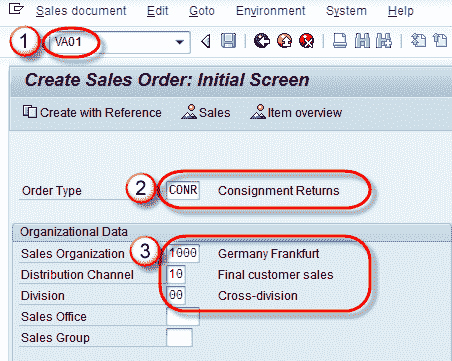 Sales document Edit Goto Environment System Help
1 VA01
Create Sales Order: Initial Screen
Create with Reference Sales Item overview
Order Type 2 CONR Consignment Returns
Organizational Data
Sales Organization 3 1000 Germany Frankfurt
Distribution Channel 10 Final customer sales
Division 00 Cross-division
Sales Office
Sales Group